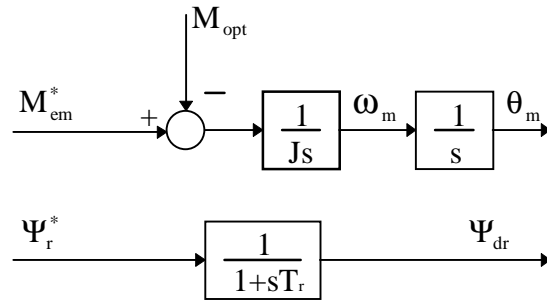 M_opt
M*_em + − 1/Js ω_m 1/s θ_m
Ψ*_r 1/(1+sT_r) Ψ_dr